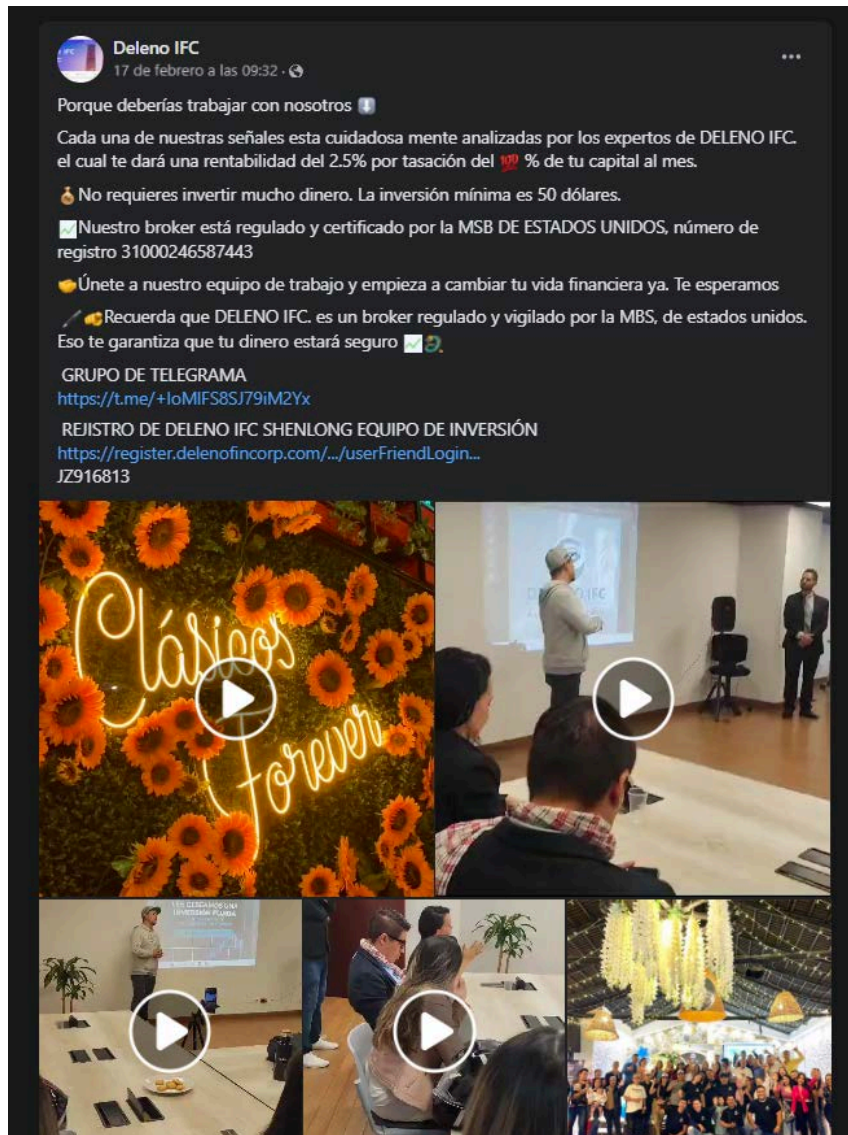 Deleno IFC
17 de febrero a las 09:32 ·
Porque deberías trabajar con nosotros ⬇️
Cada una de nuestras señales esta cuidadosa mente analizadas por los expertos de DELENO IFC.
el cual te dará una rentabilidad del 2.5% por tasación del 💯 % de tu capital al mes.
💰No requieres invertir mucho dinero. La inversión mínima es 50 dólares.
💹Nuestro broker está regulado y certificado por la MSB DE ESTADOS UNIDOS, número de
registro 31000246587443
🤝Únete a nuestro equipo de trabajo y empieza a cambiar tu vida financiera ya. Te esperamos
Recuerda que DELENO IFC. es un broker regulado y vigilado por la MBS, de estados unidos.
Eso te garantiza que tu dinero estará seguro 💹🐉
GRUPO DE TELEGRAMA
https://t.me/+IoMIFS8SJ79iM2Yx
REJISTRO DE DELENO IFC SHENLONG EQUIPO DE INVERSIÓN
https://register.delenofincorp.com/.../userFriendLogin...
JZ916813
Clásicos
Forever
DELENO IFC
DESEAMOS UNA
INVERSIÓN FLUIDA